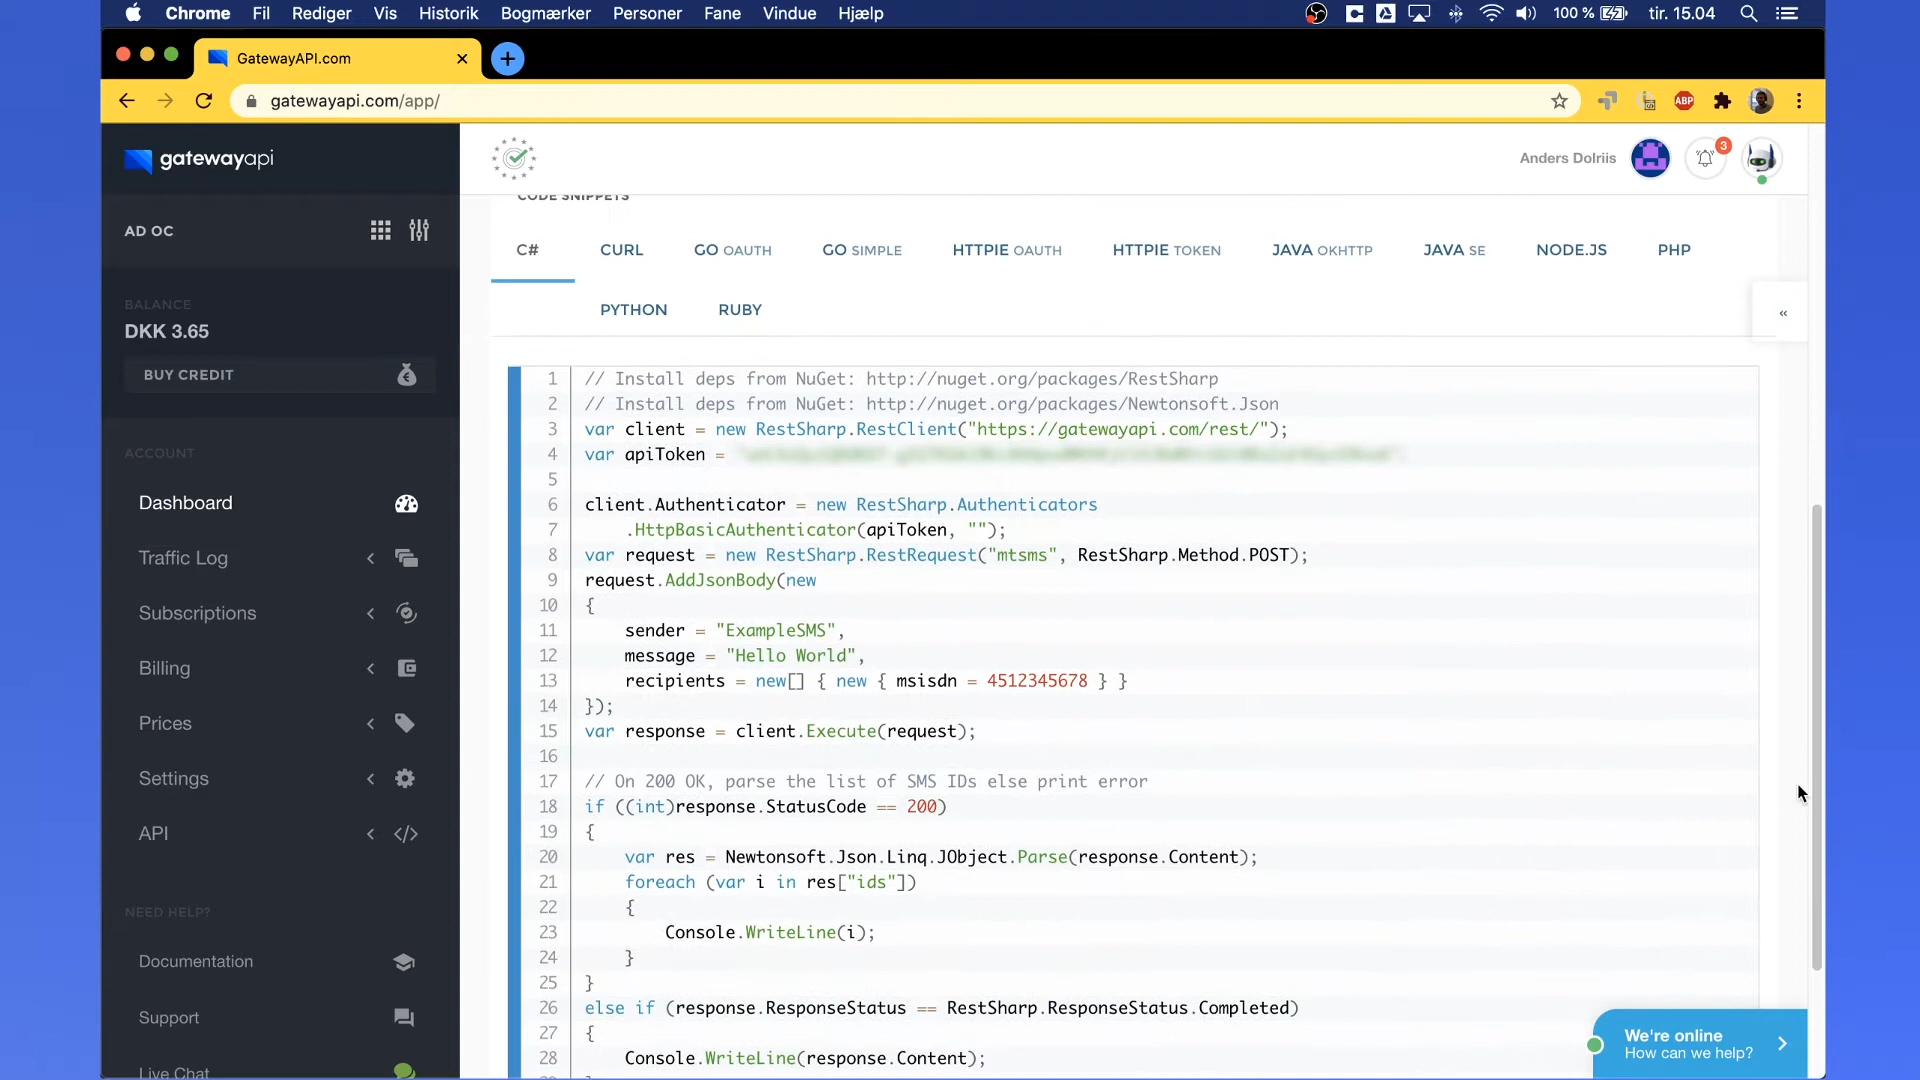 Chrome Fil Rediger Vis Historik Bogmærker Personer Fane Vindue Hjælp 100 % tir. 15.04
GatewayAPI.com
gatewayapi.com/app/
ABP
gatewayapi
Anders Dolriis
3
AD OC
BALANCE
DKK 3.65
BUY CREDIT
ACCOUNT
Dashboard
Traffic Log
Subscriptions
Billing
Prices
Settings
API
NEED HELP?
Documentation
Support
Live Chat
CODE SNIPPETS
C# CURL GO OAUTH GO SIMPLE HTTPIE OAUTH HTTPIE TOKEN JAVA OKHTTP JAVA SE NODE.JS PHP
PYTHON RUBY
«
1 // Install deps from NuGet: http://nuget.org/packages/RestSharp
2 // Install deps from NuGet: http://nuget.org/packages/Newtonsoft.Json
3 var client = new RestSharp.RestClient("https://gatewayapi.com/rest/");
4 var apiToken =
5
6 client.Authenticator = new RestSharp.Authenticators
7 .HttpBasicAuthenticator(apiToken, "");
8 var request = new RestSharp.RestRequest("mtsms", RestSharp.Method.POST);
9 request.AddJsonBody(new
10 {
11 sender = "ExampleSMS",
12 message = "Hello World",
13 recipients = new[] { new { msisdn = 4512345678 } }
14 });
15 var response = client.Execute(request);
16
17 // On 200 OK, parse the list of SMS IDs else print error
18 if ((int)response.StatusCode == 200)
19 {
20 var res = Newtonsoft.Json.Linq.JObject.Parse(response.Content);
21 foreach (var i in res["ids"])
22 {
23 Console.WriteLine(i);
24 }
25 }
26 else if (response.ResponseStatus == RestSharp.ResponseStatus.Completed)
27 {
28 Console.WriteLine(response.Content);
We're online
How can we help?